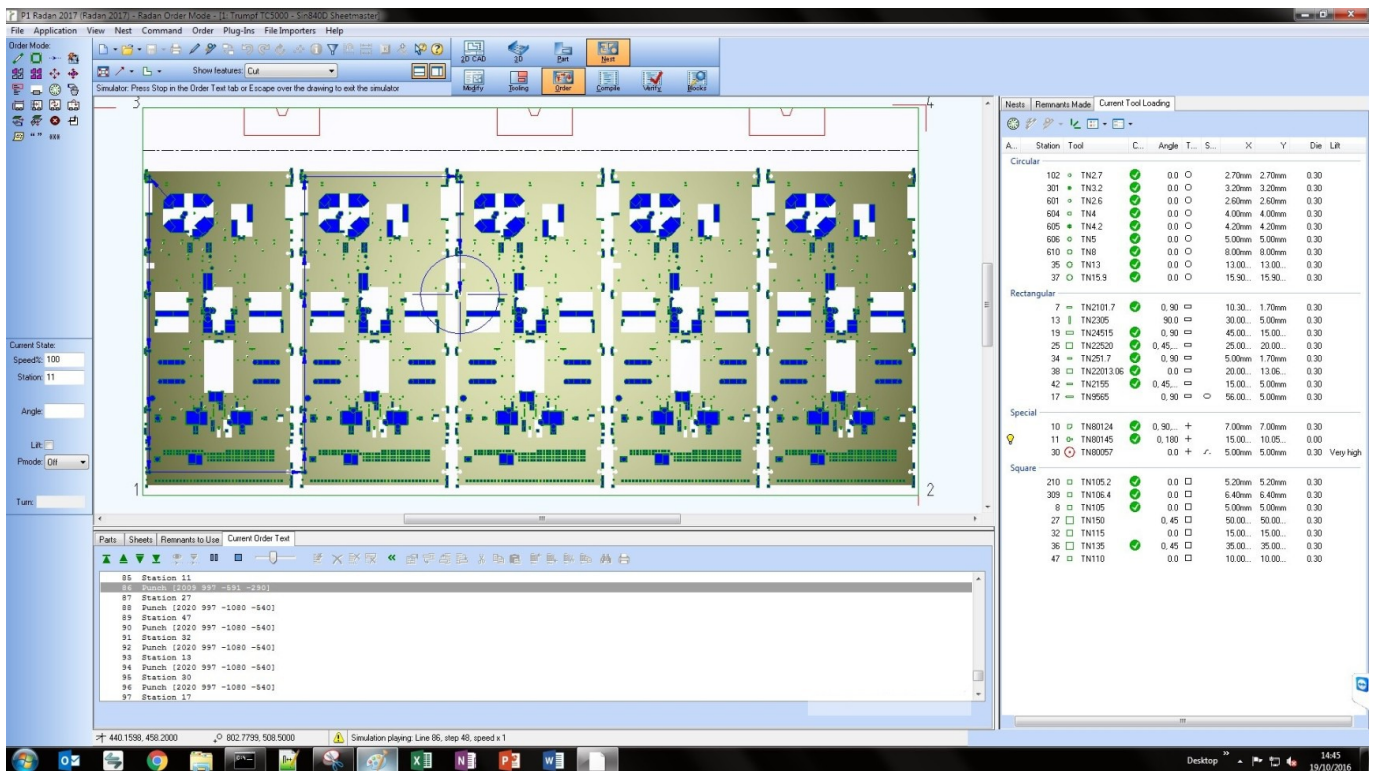 P1 Radan 2017 (Radan 2017) - Radan Order Mode - [1: Trumpf TC5000 - Sin840D Sheetmaster]
File Application View Nest Command Order Plug-Ins File Importers Help
Order Mode:
2D CAD 3D Part Nest
Show features: Cut
Modify Tooling Order Compile Verify Blocks
Simulator: Press Stop in the Order Text tab or Escape over the drawing to exit the simulator
3 4
1 2
Current State:
Speed%: 100
Station: 11
Angle:
Lift:
Pmode: Off
Turn:
Nests Remnants Made Current Tool Loading
A... Station Tool C... Angle T... S... X Y Die Lift
Circular
102 TN2.7 0.0 2.70mm 2.70mm 0.30
301 TN3.2 0.0 3.20mm 3.20mm 0.30
601 TN2.6 0.0 2.60mm 2.60mm 0.30
604 TN4 0.0 4.00mm 4.00mm 0.30
605 TN4.2 0.0 4.20mm 4.20mm 0.30
606 TN5 0.0 5.00mm 5.00mm 0.30
610 TN8 0.0 8.00mm 8.00mm 0.30
35 TN13 0.0 13.00... 13.00... 0.30
37 TN15.9 0.0 15.90... 15.90... 0.30
Rectangular
7 TN2101.7 0, 90 10.30... 1.70mm 0.30
13 TN2305 90.0 30.00... 5.00mm 0.30
19 TN24515 0, 90 45.00... 15.00... 0.30
25 TN22520 0, 45,... 25.00... 20.00... 0.30
34 TN251.7 0, 90 5.00mm 1.70mm 0.30
38 TN22013.06 0.0 20.00... 13.06... 0.30
42 TN2155 0, 45,... 15.00... 5.00mm 0.30
17 TN9565 0, 90 56.00... 5.00mm 0.30
Special
10 TN80124 0, 90,... 7.00mm 7.00mm 0.30
11 TN80145 0, 180 15.00... 10.05... 0.00
30 TN80057 0.0 5.00mm 5.00mm 0.30 Very high
Square
210 TN105.2 0.0 5.20mm 5.20mm 0.30
309 TN106.4 0.0 6.40mm 6.40mm 0.30
8 TN105 0.0 5.00mm 5.00mm 0.30
27 TN150 0, 45 50.00... 50.00... 0.30
32 TN115 0.0 15.00... 15.00... 0.30
36 TN135 0, 45 35.00... 35.00... 0.30
47 TN110 0.0 10.00... 10.00... 0.30
Parts Sheets Remnants to Use Current Order Text
85 Station 11
86 Punch [2009 997 -591 -290]
87 Station 27
88 Punch [2020 997 -1080 -540]
89 Station 47
90 Punch [2020 997 -1080 -540]
91 Station 32
92 Punch [2020 997 -1080 -540]
93 Station 13
94 Punch [2020 997 -1080 -540]
95 Station 30
96 Punch [2020 997 -1080 -540]
97 Station 17
440.1598, 458.2000 802.7799, 508.5000 Simulation playing: Line 86, step 48, speed x 1
Desktop
14:45
19/10/2016